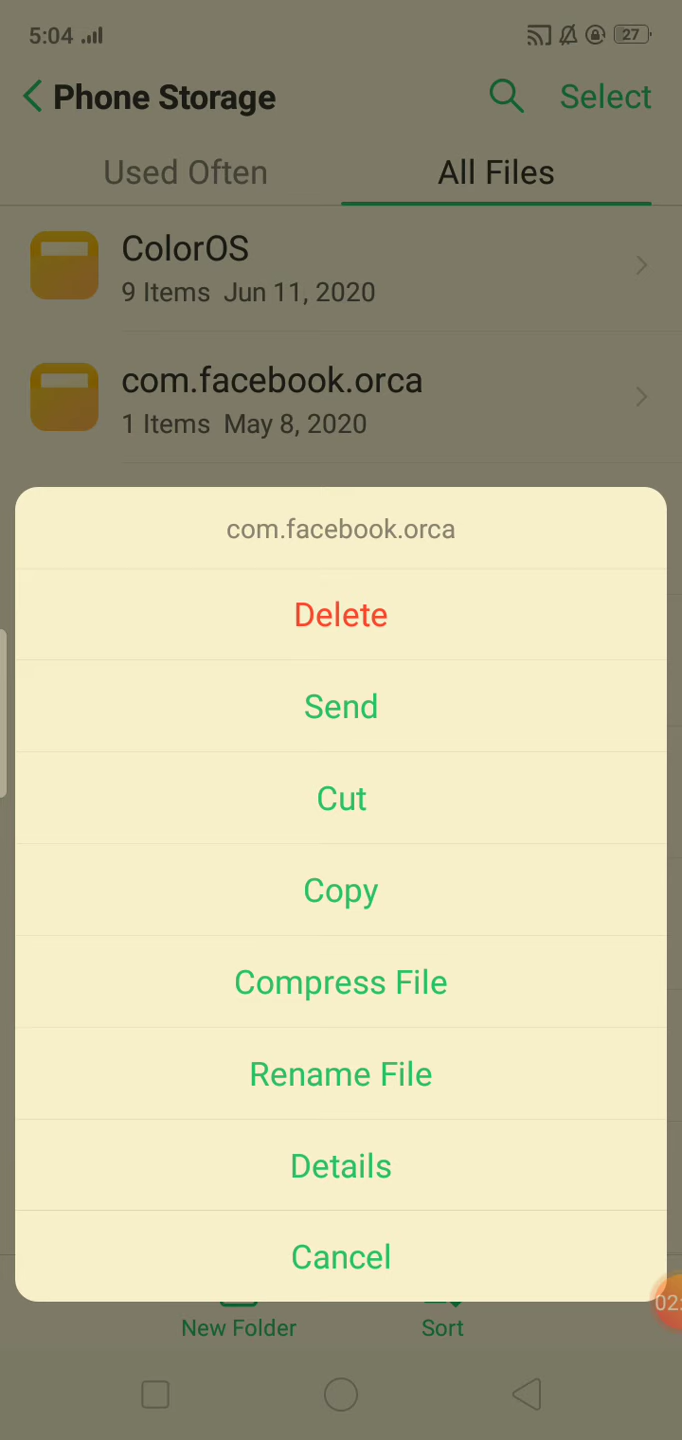 5:04
27
Phone Storage
Select
Used Often
All Files
ColorOS
9 Items Jun 11, 2020
com.facebook.orca
1 Items May 8, 2020
com.facebook.orca
Delete
Send
Cut
Copy
Compress File
Rename File
Details
Cancel
02:
New Folder
Sort